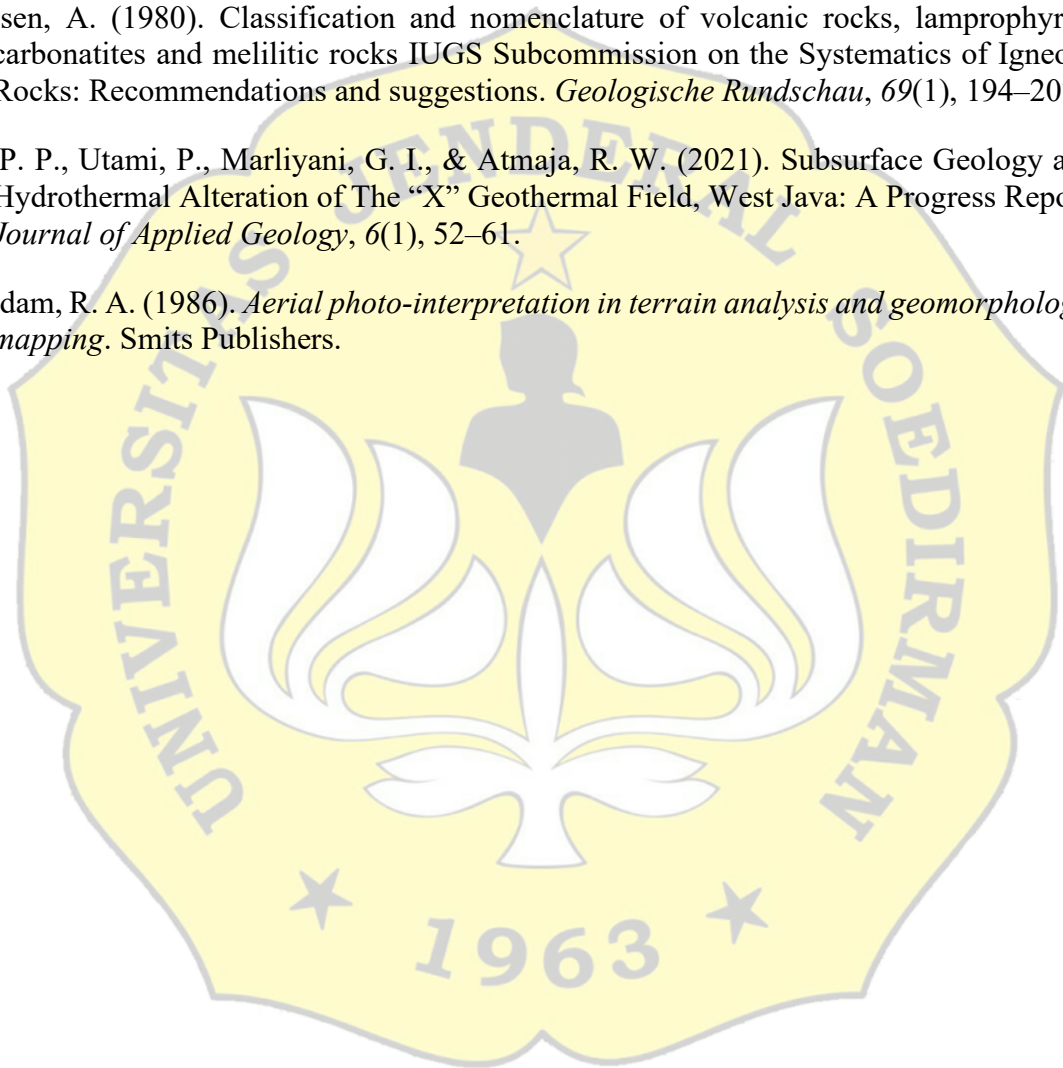 sen, A. (1980). Classification and nomenclature of volcanic rocks, lamprophyr
carbonatites and melilitic rocks IUGS Subcommission on the Systematics of Igneo
Rocks: Recommendations and suggestions. Geologische Rundschau, 69(1), 194–20
P. P., Utami, P., Marliyani, G. I., & Atmaja, R. W. (2021). Subsurface Geology a
Hydrothermal Alteration of The “X” Geothermal Field, West Java: A Progress Repo
Journal of Applied Geology, 6(1), 52–61.
dam, R. A. (1986). Aerial photo-interpretation in terrain analysis and geomorpholog
mapping. Smits Publishers.
UNIVERSITAS JENDERAL SOEDIRMAN
1963